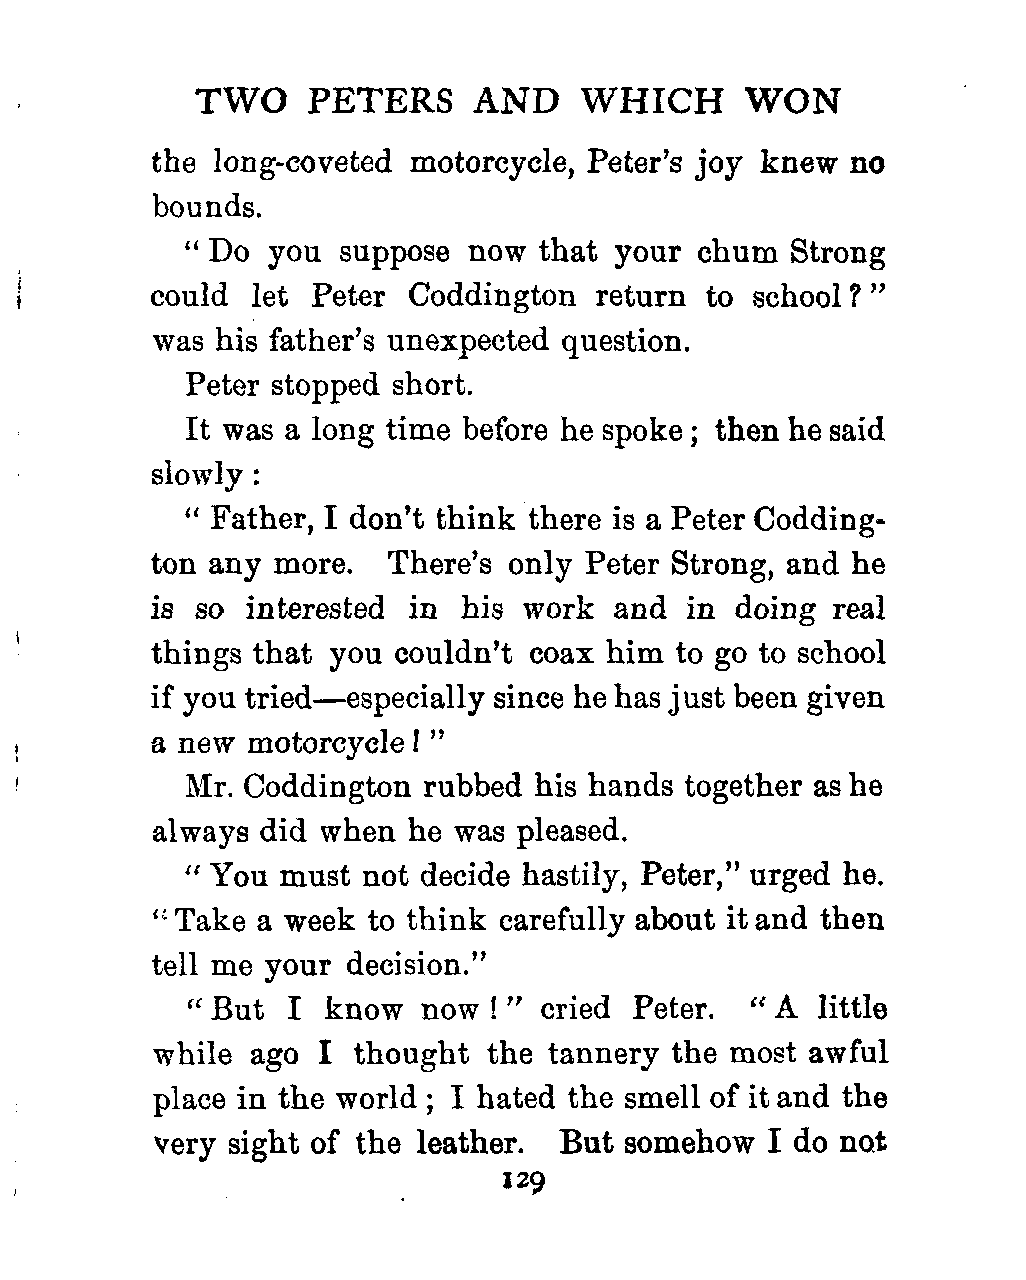 TWO PETERS AND WHICH WON
the long-coveted motorcycle, Peter's joy knew no
bounds.
" Do you suppose now that your chum Strong
could let Peter Coddington return to school ? "
was his father's unexpected question.
Peter stopped short.
It was a long time before he spoke ; then he said
slowly :
" Father, I don't think there is a Peter Codding-
ton any more. There's only Peter Strong, and he
is so interested in his work and in doing real
things that you couldn't coax him to go to school
if you tried—especially since he has just been given
a new motorcycle ! "
Mr. Coddington rubbed his hands together as he
always did when he was pleased.
" You must not decide hastily, Peter," urged he.
" Take a week to think carefully about it and then
tell me your decision."
" But I know now ! " cried Peter. " A little
while ago I thought the tannery the most awful
place in the world ; I hated the smell of it and the
very sight of the leather. But somehow I do not
129